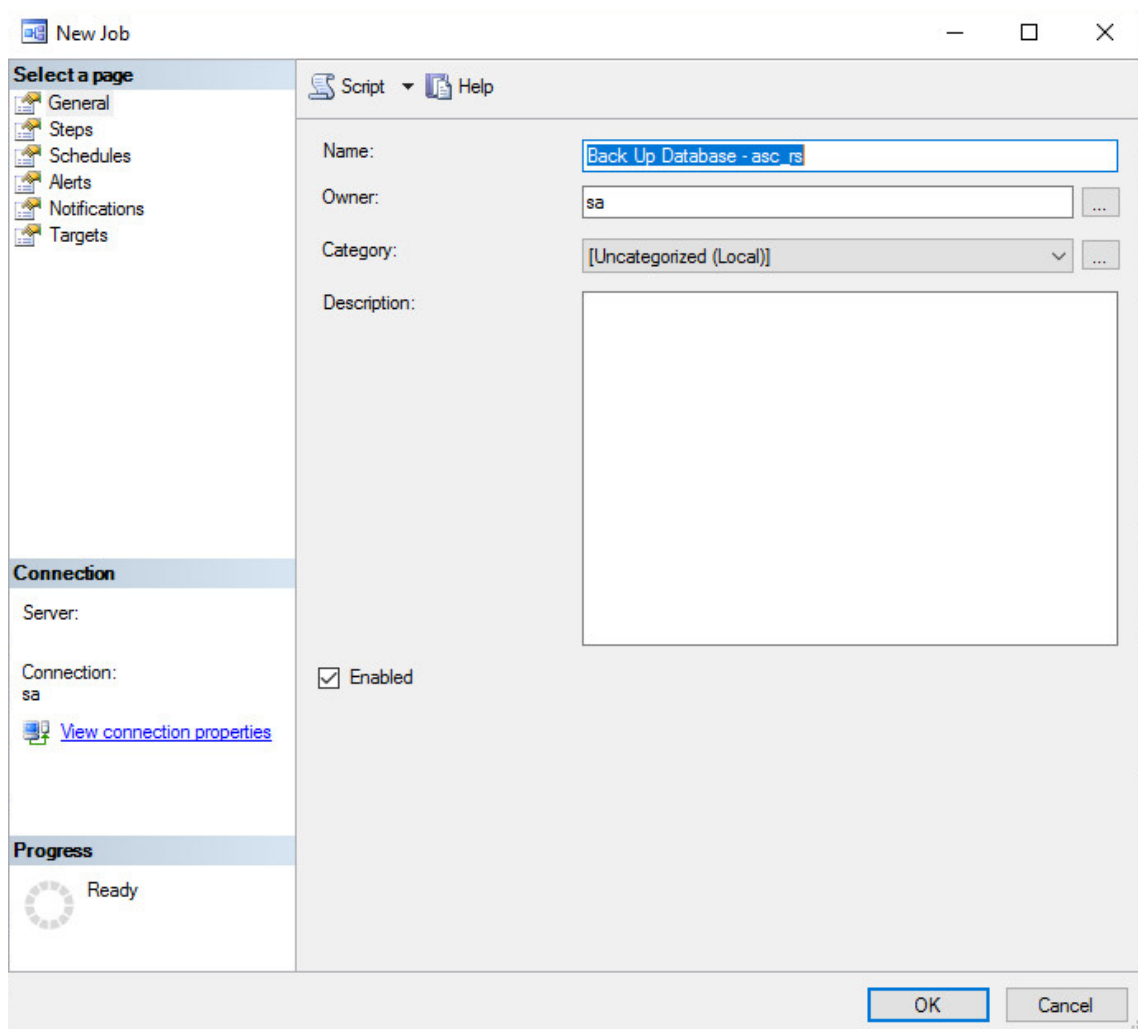 New Job
Select a page
General
Steps
Schedules
Alerts
Notifications
Targets
Script
Help
Name:
Back Up Database - asc_rs
Owner:
sa
...
Category:
[Uncategorized (Local)]
...
Description:
Enabled
Connection
Server:
Connection:
sa
View connection properties
Progress
Ready
OK
Cancel